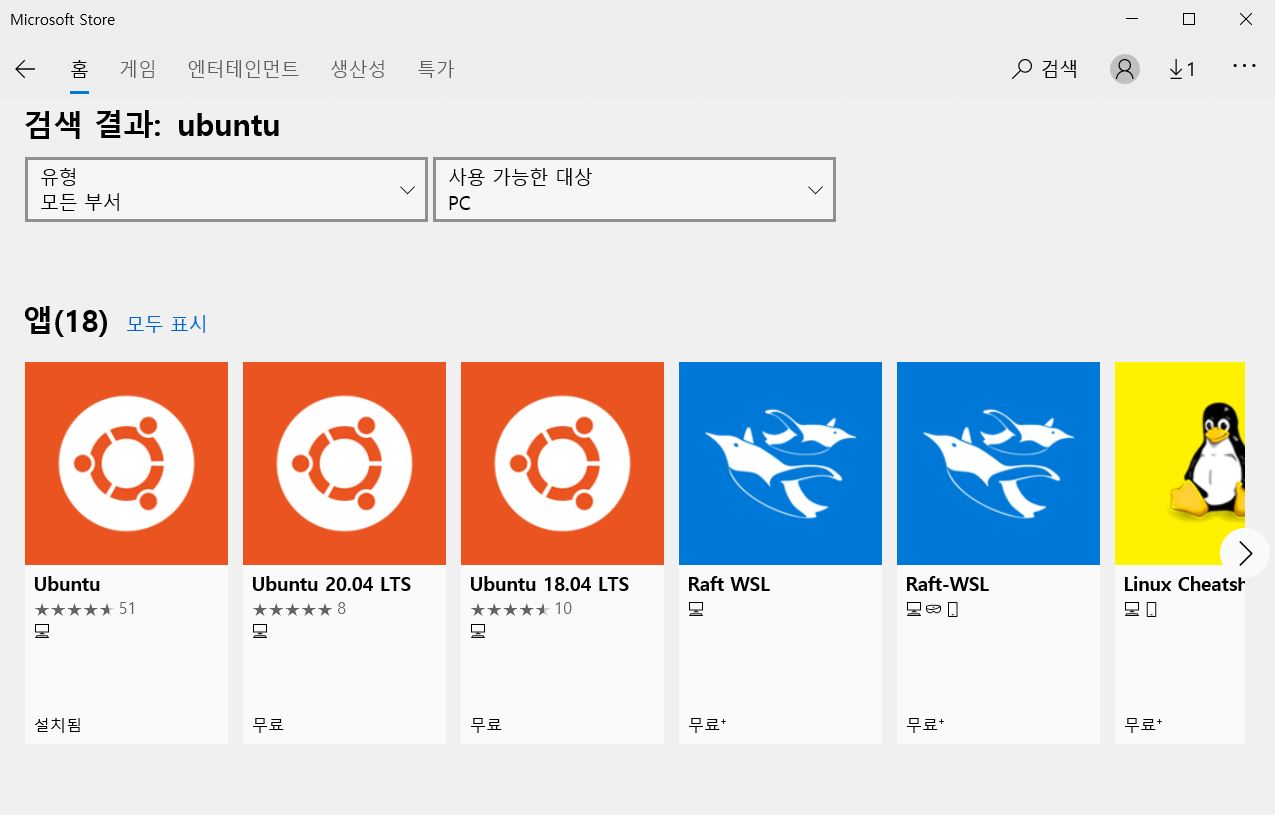 Microsoft Store
홈 게임 엔터테인먼트 생산성 특가 검색 1
검색 결과: ubuntu
유형
모든 부서
사용 가능한 대상
PC
앱(18) 모두 표시
Ubuntu
51
설치됨
Ubuntu 20.04 LTS
8
무료
Ubuntu 18.04 LTS
10
무료
Raft WSL
무료+
Raft-WSL
무료+
Linux Cheatsh
무료+